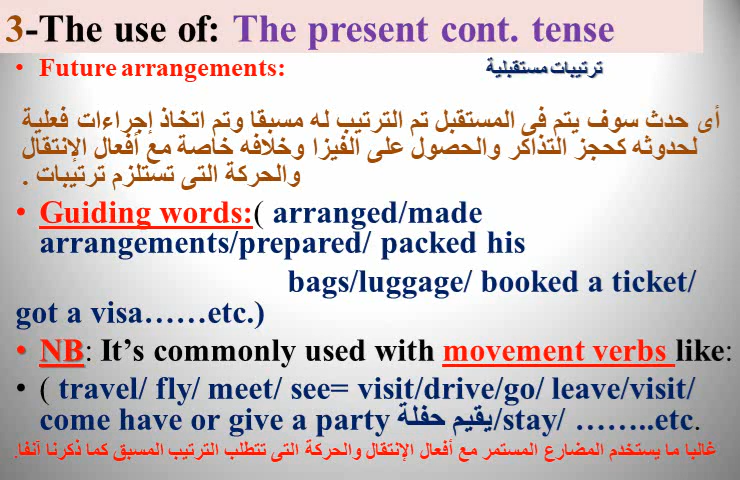 3-The use of: The present cont. tense
• Future arrangements: ترتيبات مستقبلية
أى حدث سوف يتم فى المستقبل تم الترتيب له مسبقا وتم اتخاذ إجراءات فعلية
لحدوثه كحجز التذاكر والحصول على الفيزا وخلافه خاصة مع أفعال الإنتقال
والحركة التى تستلزم ترتيبات .
• Guiding words:( arranged/made
arrangements/prepared/ packed his
bags/luggage/ booked a ticket/
got a visa……etc.)
• NB: It’s commonly used with movement verbs like:
• ( travel/ fly/ meet/ see= visit/drive/go/ leave/visit/
come have or give a party يقيم حفلة/stay/ ……..etc.
غالبا ما يستخدم المضارع المستمر مع أفعال الإنتقال والحركة التى تتطلب الترتيب المسبق كما ذكرنا آنفا.